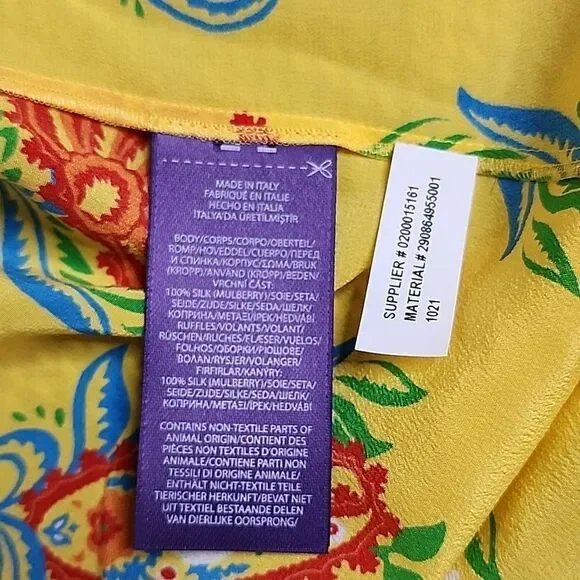 MADE IN ITALY
FABRIQUÉ EN ITALIE
HECHO EN ITALIA
İTALYA'DA ÜRETİLMİŞTİR
BODY/CORPS/CORPO/OBERTEIL/
ROMP/HOVEDDEL/CUERPO/ПЕРЕД
И СПИНКА/КОРПУС/ΣΩΜΑ/BRUK
(KROPP)/ANVÄND (KROPP)/BEDEN/
VRCHNÍ ČÁST:
100% SILK (MULBERRY)/SOIE/SETA/
SEIDE/ZIJDE/SILKE/SEDA/ШЕЛК/
КОПРИНА/ΜΕΤΑΞΙ/İPEK/HEDVÁBÍ
RUFFLES/VOLANTS/VOLANT/
RÜSCHEN/RUCHES/FLÆSER/VUELOS/
FOLHOS/ОБОРКИ/РЮШОВЕ/
ΒΟΛΑΝ/RYSJER/VOLANGER/
FIRFIRLAR/KANÝRY:
100% SILK (MULBERRY)/SOIE/SETA/
SEIDE/ZIJDE/SILKE/SEDA/ШЕЛК/
КОПРИНА/ΜΕΤΑΞΙ/İPEK/HEDVÁBÍ
CONTAINS NON-TEXTILE PARTS OF
ANIMAL ORIGIN/CONTIENT DES
PIÈCES NON TEXTILES D'ORIGINE
ANIMALE/CONTIENE PARTI NON
TESSILI DI ORIGINE ANIMALE/
ENTHÄLT NICHT-TEXTILE TEILE
TIERISCHER HERKUNFT/BEVAT NIET
UIT TEXTIEL BESTAANDE DELEN
VAN DIERLIJKE OORSPRONG/
SUPPLIER # 0200015161
MATERIAL# 290864955001
1021